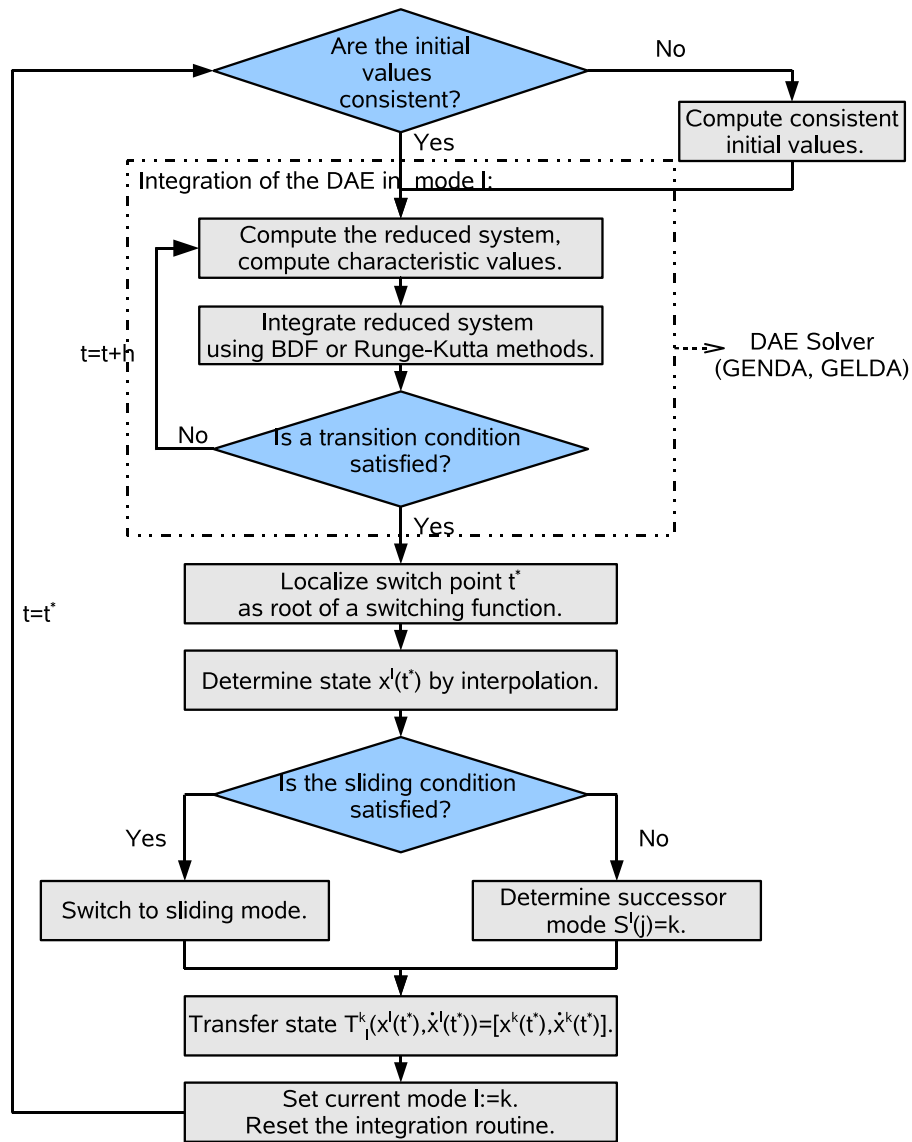 Are the initial
values
consistent?
No
Compute consistent
initial values.
Yes
Integration of the DAE in mode l:
Compute the reduced system,
compute characteristic values.
Integrate reduced system
using BDF or Runge-Kutta methods.
t=t+h
DAE Solver
(GENDA, GELDA)
No
Is a transition condition
satisfied?
Yes
Localize switch point t*
as root of a switching function.
t=t*
Determine state xˡ(t*) by interpolation.
Is the sliding condition
satisfied?
Yes
No
Switch to sliding mode.
Determine successor
mode Sˡ(j)=k.
Transfer state Tₗᵏ(xˡ(t*),ẋˡ(t*))=[xᵏ(t*),ẋᵏ(t*)].
Set current mode l:=k.
Reset the integration routine.